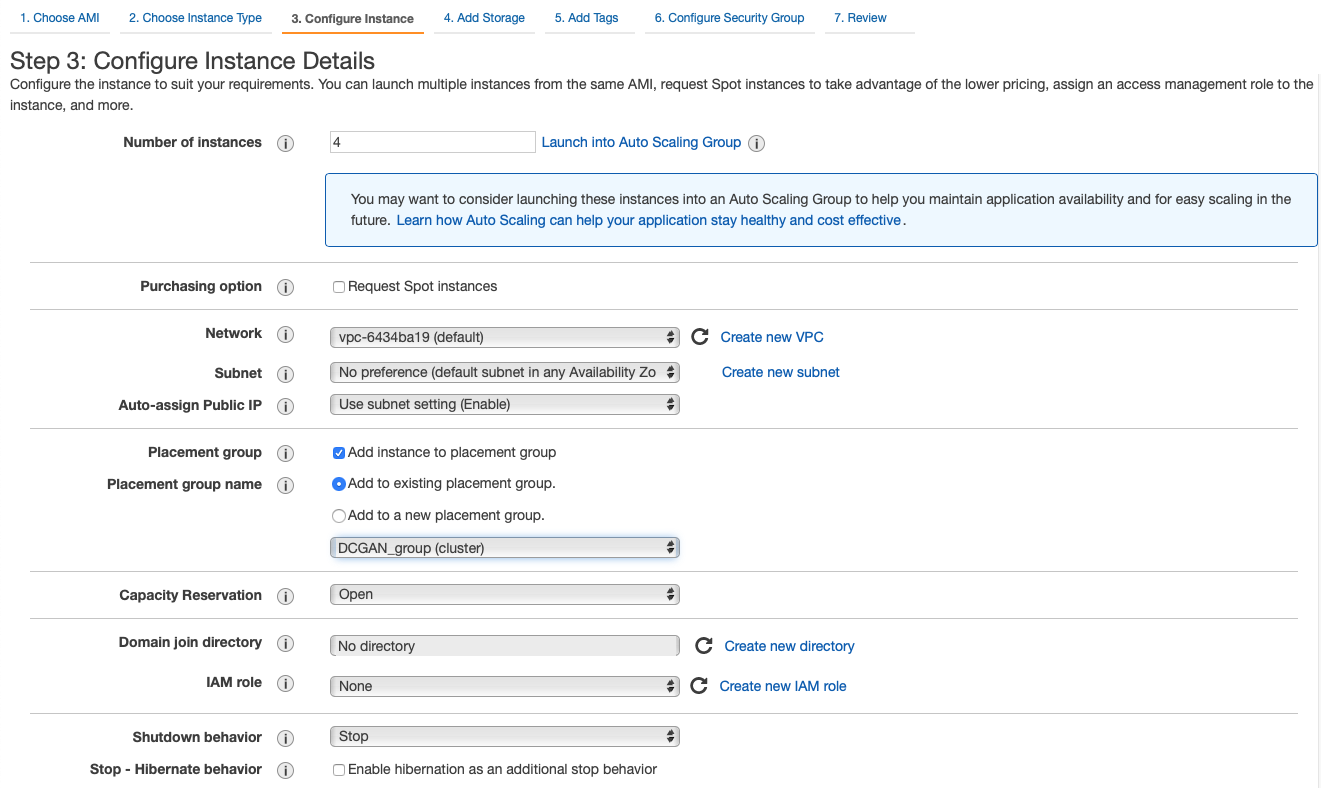 1. Choose AMI 2. Choose Instance Type 3. Configure Instance 4. Add Storage 5. Add Tags 6. Configure Security Group 7. Review
Step 3: Configure Instance Details
Configure the instance to suit your requirements. You can launch multiple instances from the same AMI, request Spot instances to take advantage of the lower pricing, assign an access management role to the
instance, and more.
Number of instances i 4 Launch into Auto Scaling Group i
You may want to consider launching these instances into an Auto Scaling Group to help you maintain application availability and for easy scaling in the
future. Learn how Auto Scaling can help your application stay healthy and cost effective.
Purchasing option i Request Spot instances
Network i vpc-6434ba19 (default) Create new VPC
Subnet i No preference (default subnet in any Availability Zo Create new subnet
Auto-assign Public IP i Use subnet setting (Enable)
Placement group i Add instance to placement group
Placement group name i Add to existing placement group.
Add to a new placement group.
DCGAN_group (cluster)
Capacity Reservation i Open
Domain join directory i No directory Create new directory
IAM role i None Create new IAM role
Shutdown behavior i Stop
Stop - Hibernate behavior i Enable hibernation as an additional stop behavior